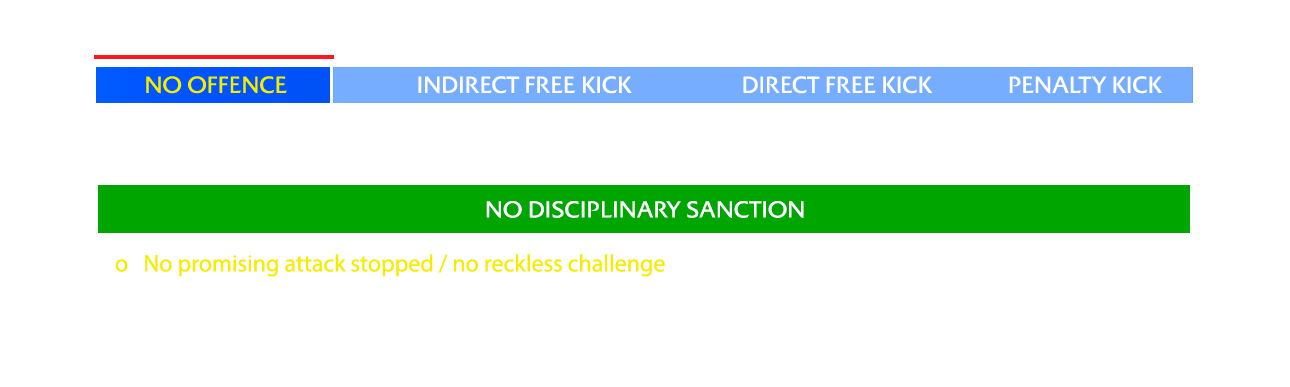 NO OFFENCE INDIRECT FREE KICK DIRECT FREE KICK PENALTY KICK
NO DISCIPLINARY SANCTION
o No promising attack stopped / no reckless challenge